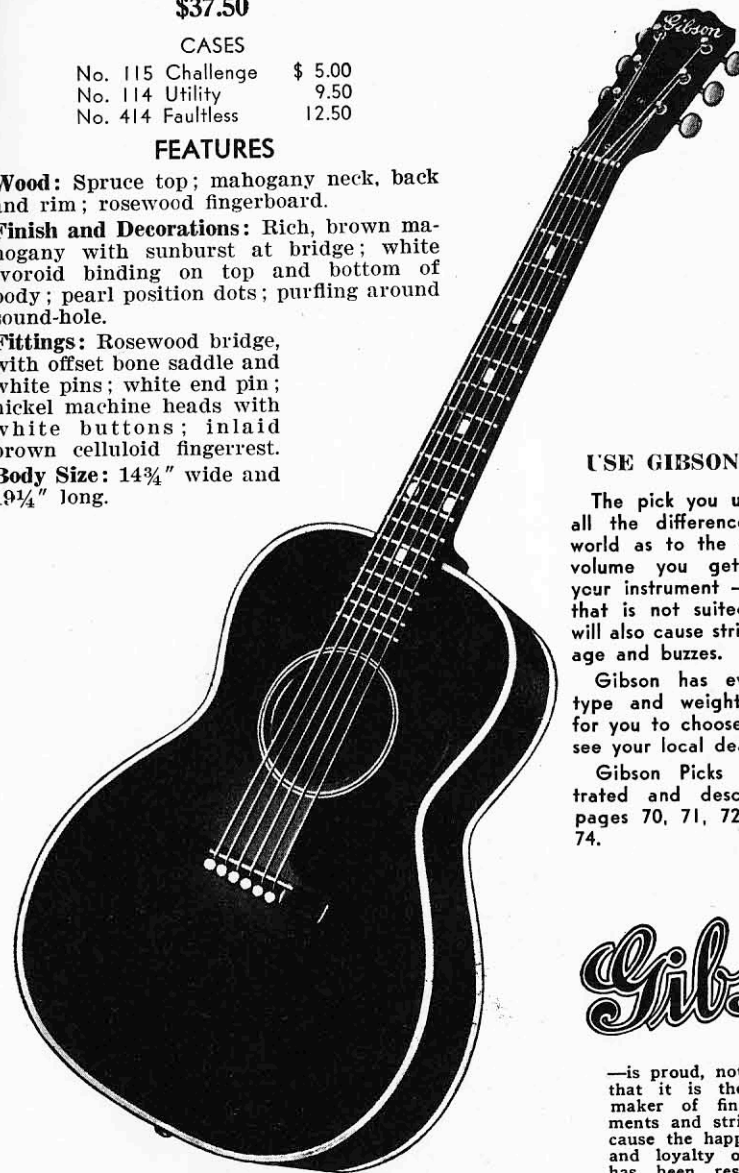 $37.50
CASES
No. 115 Challenge $ 5.00
No. 114 Utility 9.50
No. 414 Faultless 12.50
FEATURES
Wood: Spruce top; mahogany neck, back
and rim; rosewood fingerboard.
Finish and Decorations: Rich, brown ma-
hogany with sunburst at bridge; white
ivoroid binding on top and bottom of
body; pearl position dots; purfling around
sound-hole.
Fittings: Rosewood bridge,
with offset bone saddle and
white pins; white end pin;
nickel machine heads with
white buttons; inlaid
brown celluloid fingerrest.
Body Size: 14¾" wide and
19¼" long.
Gibson
USE GIBSON
The pick you u
all the difference
world as to the
volume you get
your instrument —
that is not suited
will also cause stri
age and buzzes.
Gibson has ev
type and weight
for you to choose
see your local dea
Gibson Picks
trated and desc
pages 70, 71, 72
74.
Gibs
—is proud, not
that it is the
maker of fin
ments and stri
cause the happ
and loyalty o
has been res